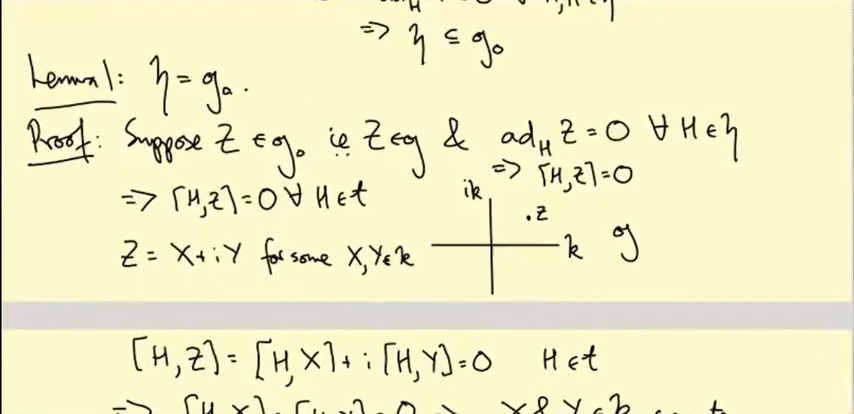 ⇒ 𝔥 ⊆ 𝔤₀
Lemma 1: 𝔥 = 𝔤₀.
Proof: Suppose Z ∈ 𝔤₀ ie Z ∈ 𝔤 & ad_H Z = 0 ∀ H ∈ 𝔥
⇒ [H,Z] = 0
⇒ [H,Z] = 0 ∀ H ∈ t
ik
. Z
Z = X + iY for some X,Y ∈ k
k 𝔤
[H,Z] = [H,X] + i[H,Y] = 0 H ∈ t